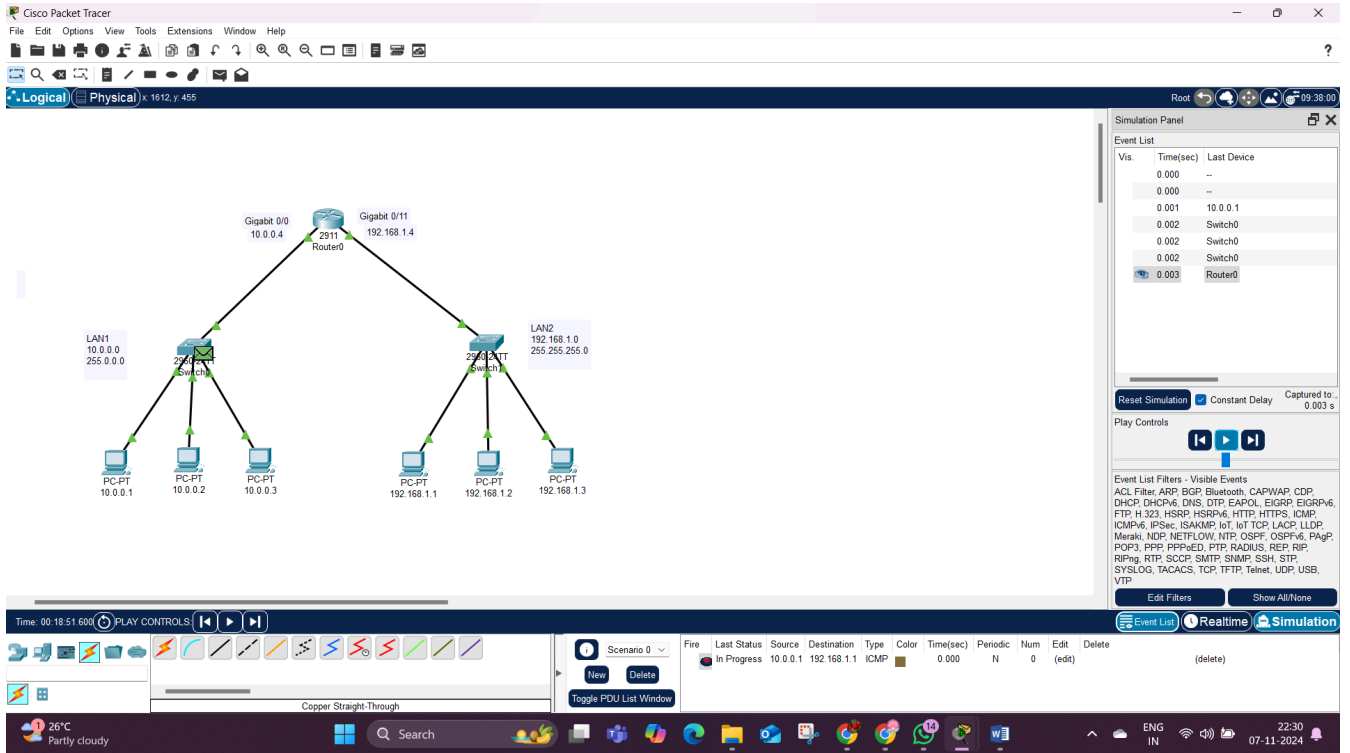 Cisco Packet Tracer
File Edit Options View Tools Extensions Window Help
?
Logical Physical x: 1612, y: 455 Root 09:38:00
Simulation Panel
Event List
Vis. Time(sec) Last Device
0.000 --
0.000 --
0.001 10.0.0.1
0.002 Switch0
0.002 Switch0
0.002 Switch0
0.003 Router0
Reset Simulation Constant Delay Captured to:
0.003 s
Play Controls
Event List Filters - Visible Events
ACL Filter, ARP, BGP, Bluetooth, CAPWAP, CDP,
DHCP, DHCPv6, DNS, DTP, EAPOL, EIGRP, EIGRPv6,
FTP, H.323, HSRP, HSRPv6, HTTP, HTTPS, ICMP,
ICMPv6, IPSec, ISAKMP, IoT, IoT TCP, LACP, LLDP,
Meraki, NDP, NETFLOW, NTP, OSPF, OSPFv6, PAgP,
POP3, PPP, PPPoED, PTP, RADIUS, REP, RIP,
RIPng, RTP, SCCP, SMTP, SNMP, SSH, STP,
SYSLOG, TACACS, TCP, TFTP, Telnet, UDP, USB,
VTP
Edit Filters Show All/None
Gigabit 0/0
10.0.0.4
2911
Router0
Gigabit 0/11
192.168.1.4
LAN1
10.0.0.0
255.0.0.0
LAN2
192.168.1.0
255.255.255.0
PC-PT
10.0.0.1
PC-PT
10.0.0.2
PC-PT
10.0.0.3
PC-PT
192.168.1.1
PC-PT
192.168.1.2
PC-PT
192.168.1.3
Time: 00:18:51.600 PLAY CONTROLS:
Event List Realtime Simulation
Copper Straight-Through
Scenario 0
New Delete
Toggle PDU List Window
Fire Last Status Source Destination Type Color Time(sec) Periodic Num Edit Delete
In Progress 10.0.0.1 192.168.1.1 ICMP 0.000 N 0 (edit) (delete)
1
26°C
Partly cloudy
Search
14
ENG
IN
22:30
07-11-2024